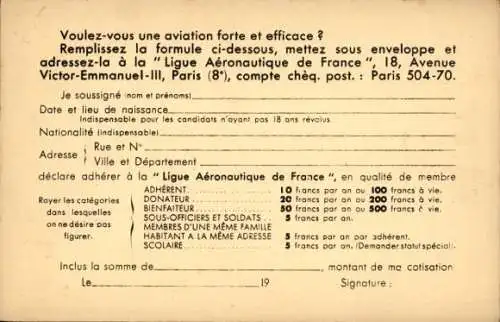 Voulez-vous une aviation forte et efficace ?
Remplissez la formule ci-dessous, mettez sous enveloppe et
adressez-la à la " Ligue Aéronautique de France ", 18, Avenue
Victor-Emmanuel-III, Paris (8e), compte chèq. post. : Paris 504-70.
Je soussigné (nom et prénoms)
Date et lieu de naissance
Indispensable pour les candidats n'ayant pas 18 ans révolus
Nationalité (indispensable)
Adresse
Rue et N°
Ville et Département
déclare adhérer à la " Ligue Aéronautique de France ", en qualité de membre
Rayer les catégories
dans lesquelles
on ne désire pas
figurer.
ADHÉRENT 10 francs par an ou 100 francs à vie.
DONATEUR 20 francs par an ou 200 francs à vie.
BIENFAITEUR 50 francs par an ou 500 francs à vie.
SOUS-OFFICIERS ET SOLDATS 5 francs par an.
MEMBRES D'UNE MÊME FAMILLE
HABITANT A LA MÊME ADRESSE 5 francs par an par adhérent.
SCOLAIRE 5 francs par an. (Demander statut spécial).
Inclus la somme de , montant de ma cotisation
Le 19 Signature :